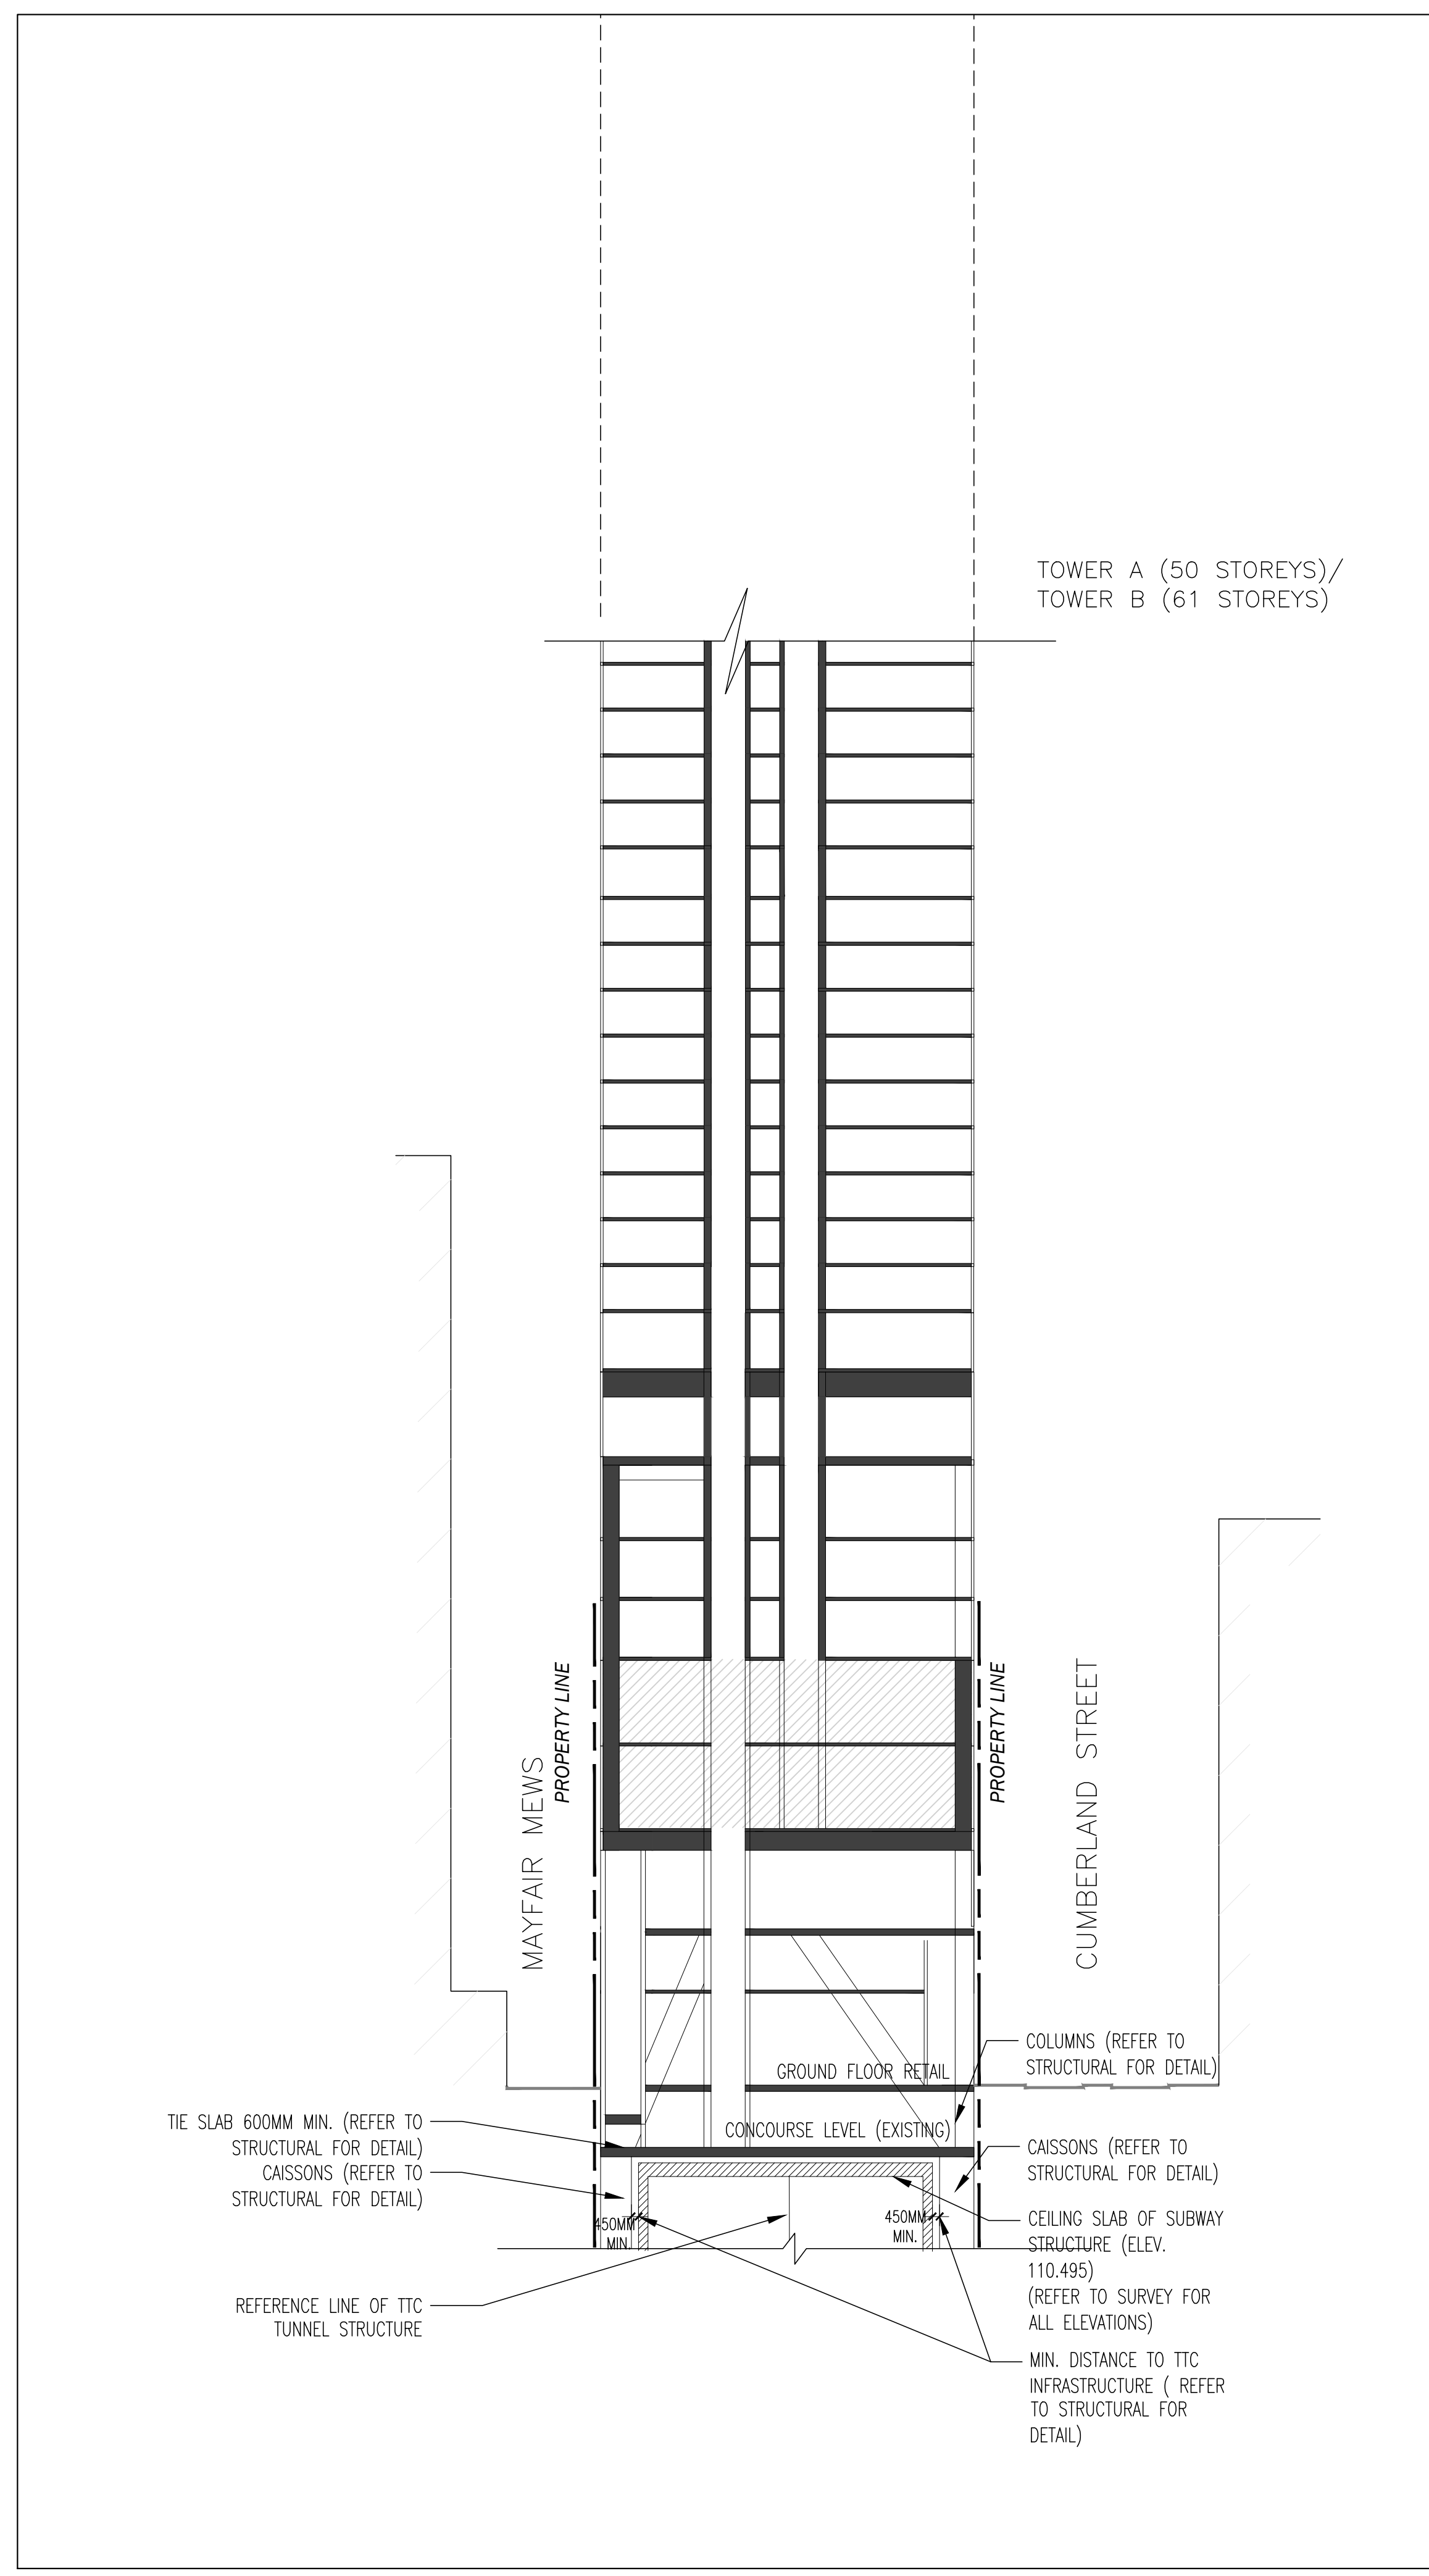 TOWER A (50 STOREYS)/
TOWER B (61 STOREYS)
MAYFAIR MEWS
PROPERTY LINE
PROPERTY LINE
CUMBERLAND STREET
COLUMNS (REFER TO
STRUCTURAL FOR DETAIL)
GROUND FLOOR RETAIL
CONCOURSE LEVEL (EXISTING)
TIE SLAB 600MM MIN. (REFER TO
STRUCTURAL FOR DETAIL)
CAISSONS (REFER TO
STRUCTURAL FOR DETAIL)
CAISSONS (REFER TO
STRUCTURAL FOR DETAIL)
450MM
MIN.
450MM
MIN.
CEILING SLAB OF SUBWAY
STRUCTURE (ELEV.
110.495)
(REFER TO SURVEY FOR
ALL ELEVATIONS)
REFERENCE LINE OF TTC
TUNNEL STRUCTURE
MIN. DISTANCE TO TTC
INFRASTRUCTURE ( REFER
TO STRUCTURAL FOR
DETAIL)